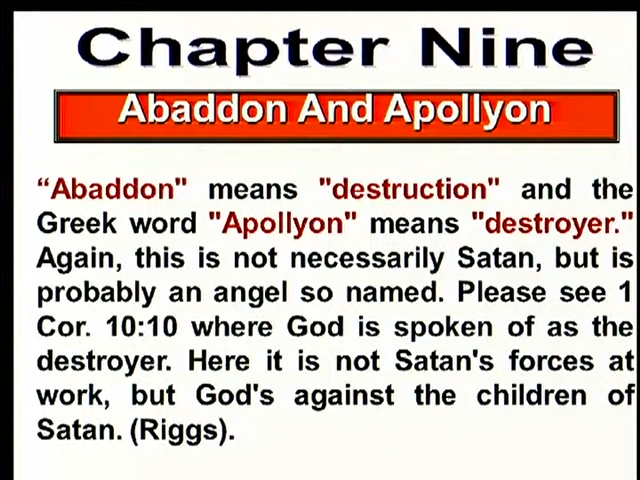 Chapter Nine
Abaddon And Apollyon
“Abaddon" means "destruction" and the
Greek word "Apollyon" means "destroyer."
Again, this is not necessarily Satan, but is
probably an angel so named. Please see 1
Cor. 10:10 where God is spoken of as the
destroyer. Here it is not Satan's forces at
work, but God's against the children of
Satan. (Riggs).